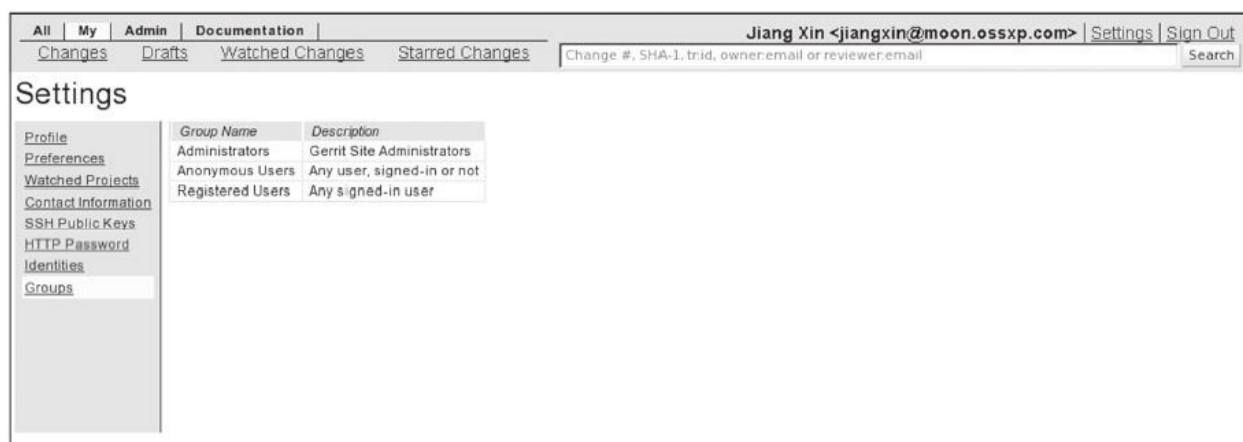 All My Admin Documentation Jiang Xin <jiangxin@moon.ossxp.com> Settings Sign Out
Changes Drafts Watched Changes Starred Changes Change #, SHA-1, tr:id, owner:email or reviewer:email Search
Settings
Profile
Preferences
Watched Projects
Contact Information
SSH Public Keys
HTTP Password
Identities
Groups
Group Name Description
Administrators Gerrit Site Administrators
Anonymous Users Any user, signed-in or not
Registered Users Any signed-in user